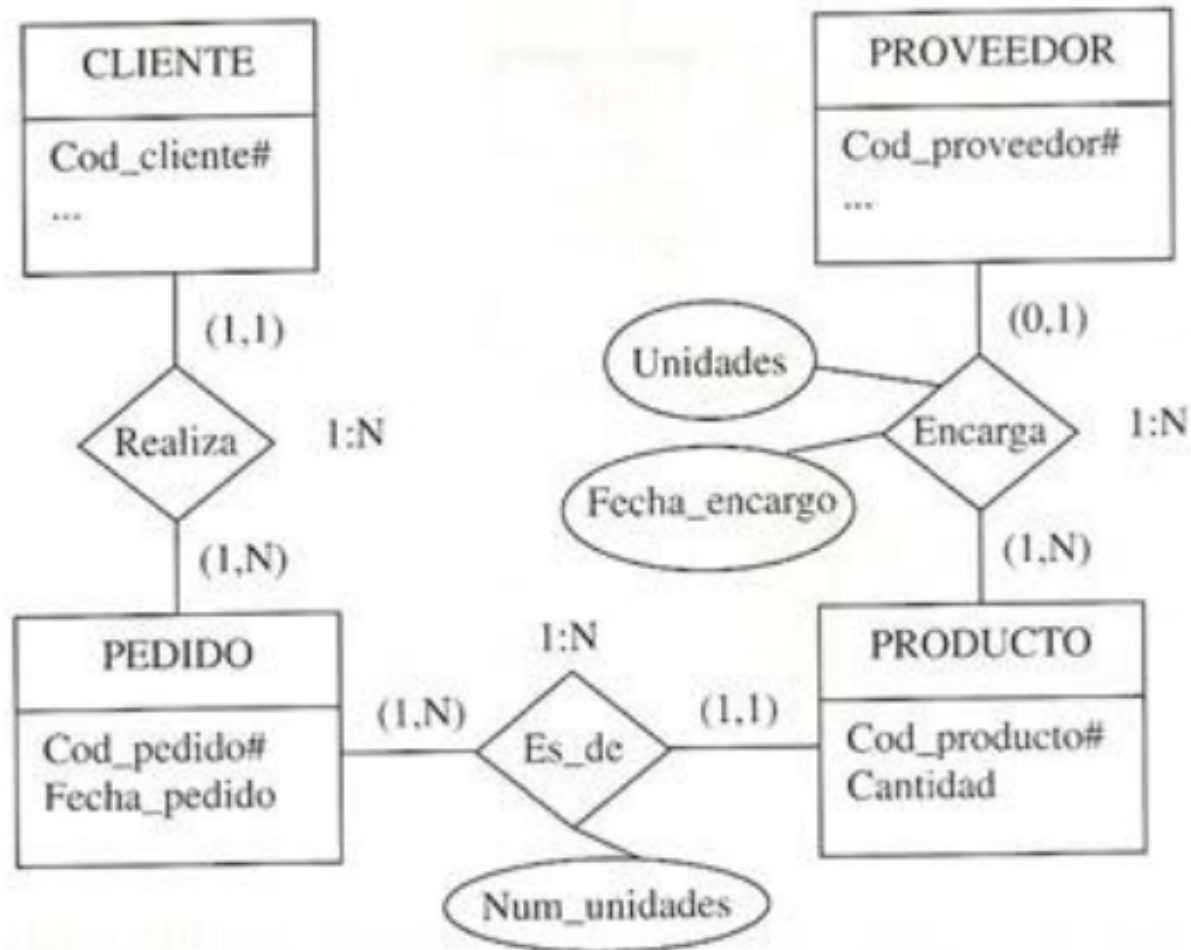 CLIENTE
Cod_cliente#
...
PROVEEDOR
Cod_proveedor#
...
(1,1)
(0,1)
Unidades
Realiza
1:N
Encarga
1:N
Fecha_encargo
(1,N)
(1,N)
PEDIDO
Cod_pedido#
Fecha_pedido
1:N
(1,N)
Es_de
(1,1)
PRODUCTO
Cod_producto#
Cantidad
Num_unidades